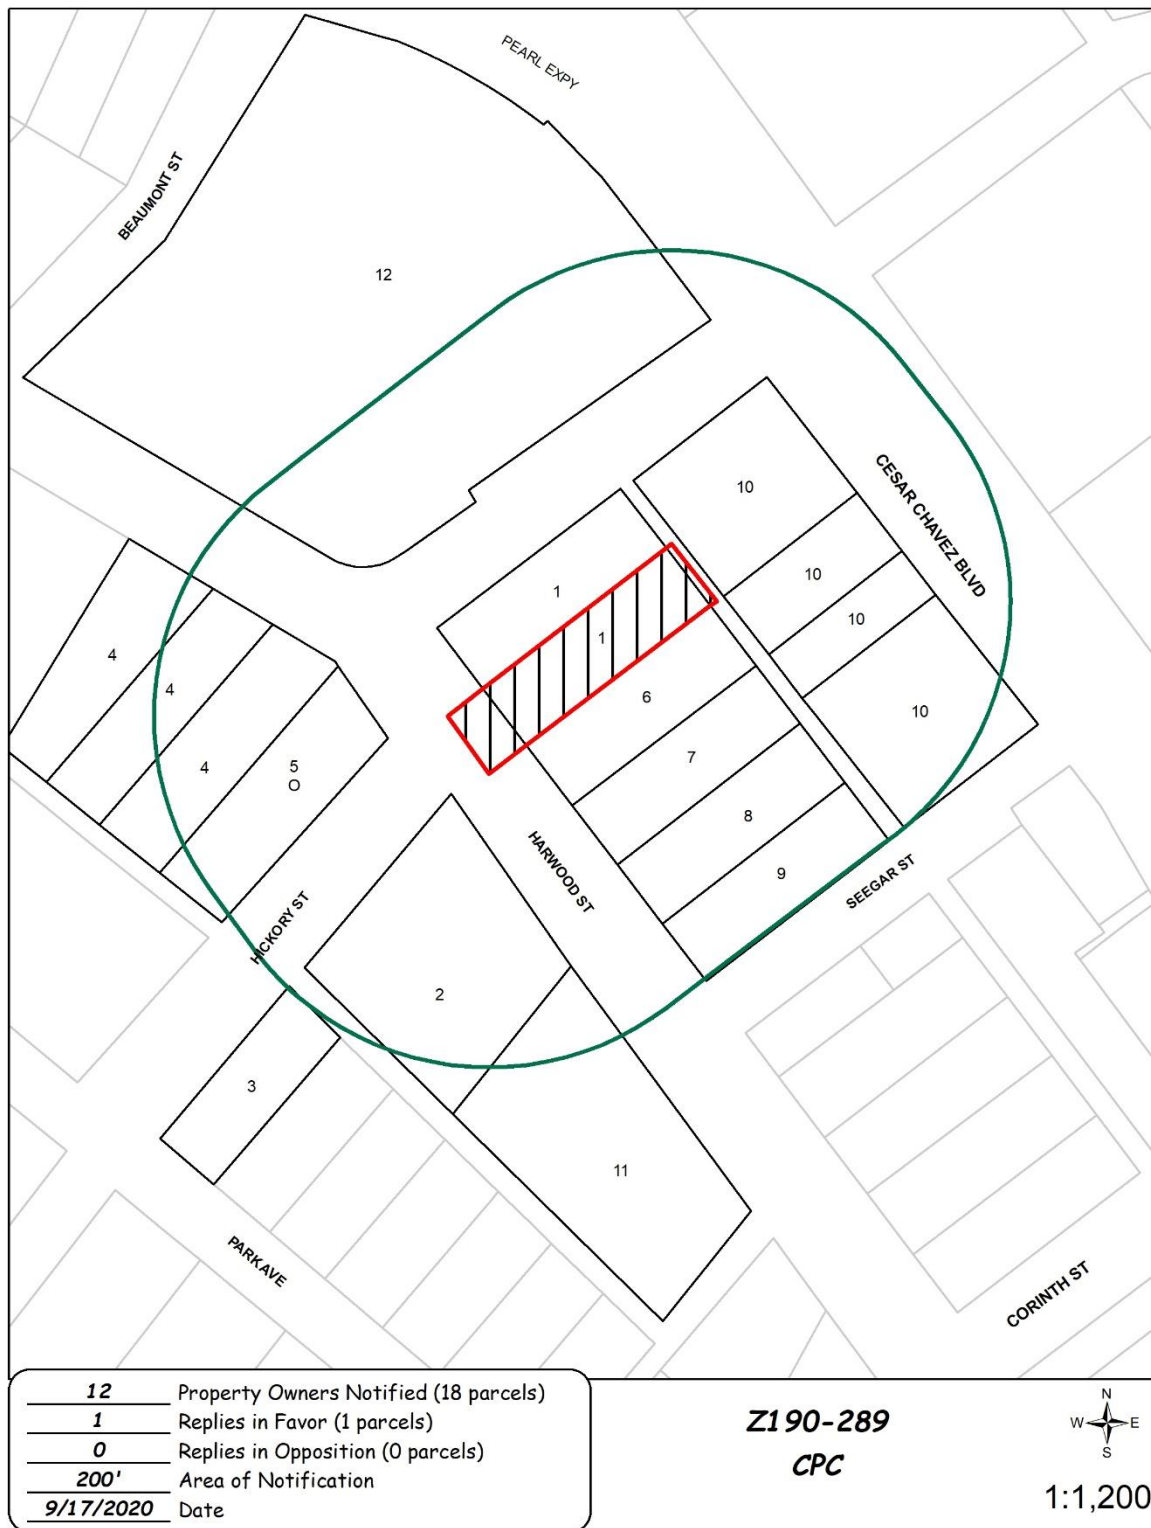 PEARL EXPY
BEAUMONT ST
12
10
CESAR CHAVEZ BLVD
10
1
10
1
4
6
4
10
7
4
5
O
8
HARWOOD ST
9
SEEGAR ST
HICKORY ST
2
3
11
PARKAVE
CORINTH ST
12 Property Owners Notified (18 parcels)
1 Replies in Favor (1 parcels)
0 Replies in Opposition (0 parcels)
200' Area of Notification
9/17/2020 Date
Z190-289
CPC
N
W E
S
1:1,200